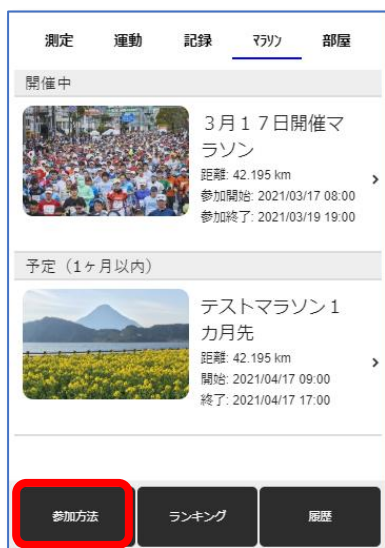 測定 運動 記録 マラソン 部屋
開催中
3月17日開催マ
ラソン
距離: 42.195 km
参加開始: 2021/03/17 08:00
参加終了: 2021/03/19 19:00
予定（1ヶ月以内）
テストマラソン1
カ月先
距離: 42.195 km
開始: 2021/04/17 09:00
終了: 2021/04/17 17:00
参加方法 ランキング 履歴